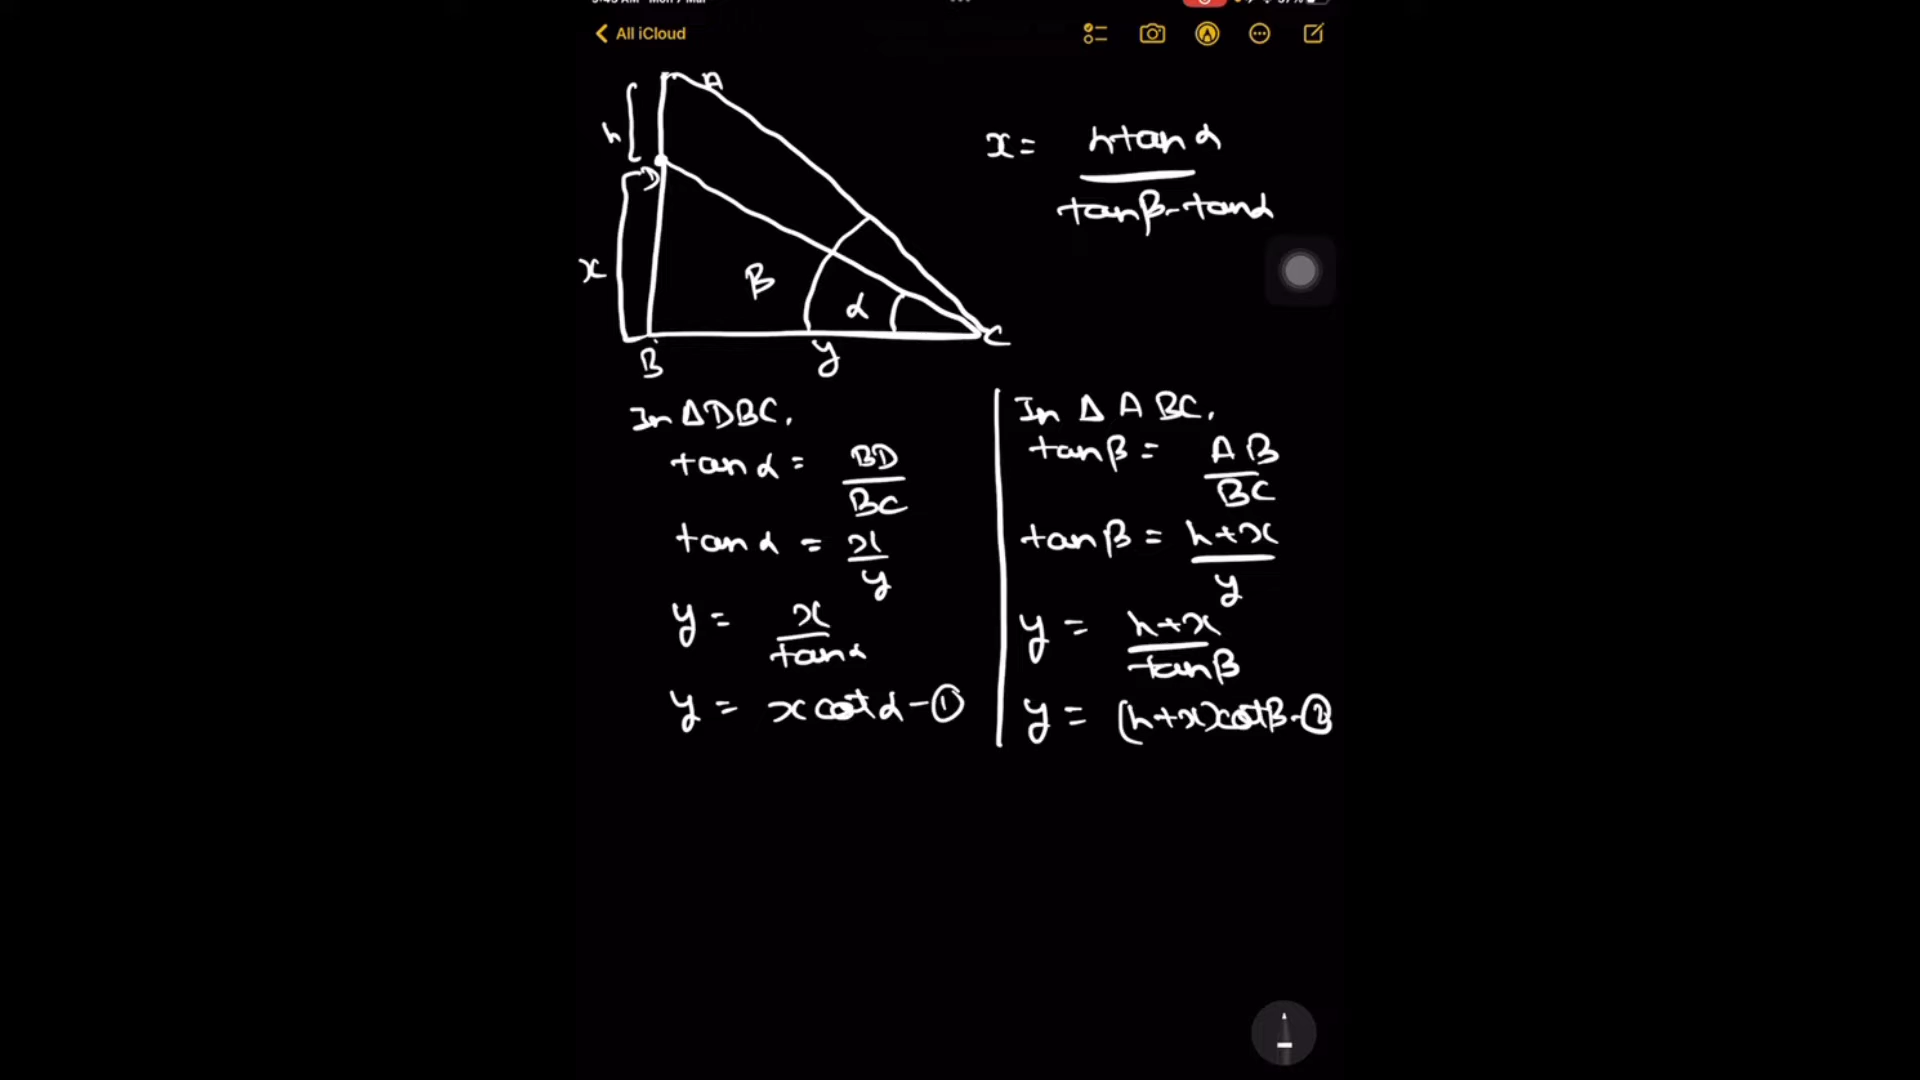 All iCloud
A
h
D
x
B
β
α
y
C
x = h tan α / tan β - tan α
In Δ DBC,
tan α = BD / BC
tan α = x / y
y = x / tan α
y = x cot α - ①
In Δ ABC,
tan β = AB / BC
tan β = h + x / y
y = h + x / tan β
y = (h + x) cot β - ②